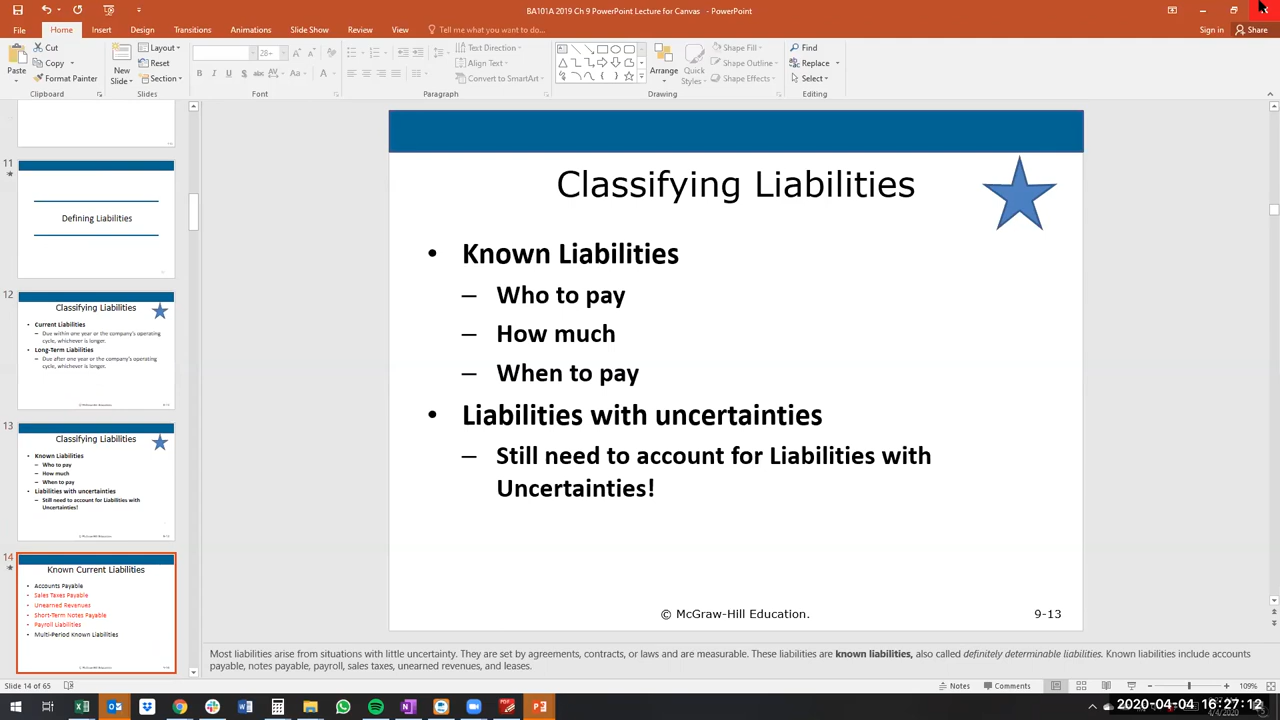 BA101A 2019 Ch 9 PowerPoint Lecture for Canvas - PowerPoint
File Home Insert Design Transitions Animations Slide Show Review View Tell me what you want to do... Sign in Share
Paste Cut Copy Format Painter
Clipboard
New Slide Layout Reset Section
Slides
28+
Font
Text Direction Align Text Convert to SmartArt
Paragraph
Arrange Quick Styles Shape Fill Shape Outline Shape Effects
Drawing
Find Replace Select
Editing
11
Defining Liabilities
12
Classifying Liabilities
• Current Liabilities
– Due within one year or the company's operating
cycle, whichever is longer.
• Long-Term Liabilities
– Due after one year or the company's operating
cycle, whichever is longer.
13
Classifying Liabilities
• Known Liabilities
– Who to pay
– How much
– When to pay
• Liabilities with uncertainties
– Still need to account for Liabilities with
Uncertainties!
14
Known Current Liabilities
• Accounts Payable
• Sales Taxes Payable
• Unearned Revenues
• Short-Term Notes Payable
• Payroll Liabilities
• Multi-Period Known Liabilities
Classifying Liabilities
• Known Liabilities
– Who to pay
– How much
– When to pay
• Liabilities with uncertainties
– Still need to account for Liabilities with
Uncertainties!
© McGraw-Hill Education. 9-13
Most liabilities arise from situations with little uncertainty. They are set by agreements, contracts, or laws and are measurable. These liabilities are known liabilities, also called definitely determinable liabilities. Known liabilities include accounts
payable, notes payable, payroll, sales taxes, unearned revenues, and leases.
Slide 14 of 65 Notes Comments 109%
2020-04-04 16:27:12
4/4/2020